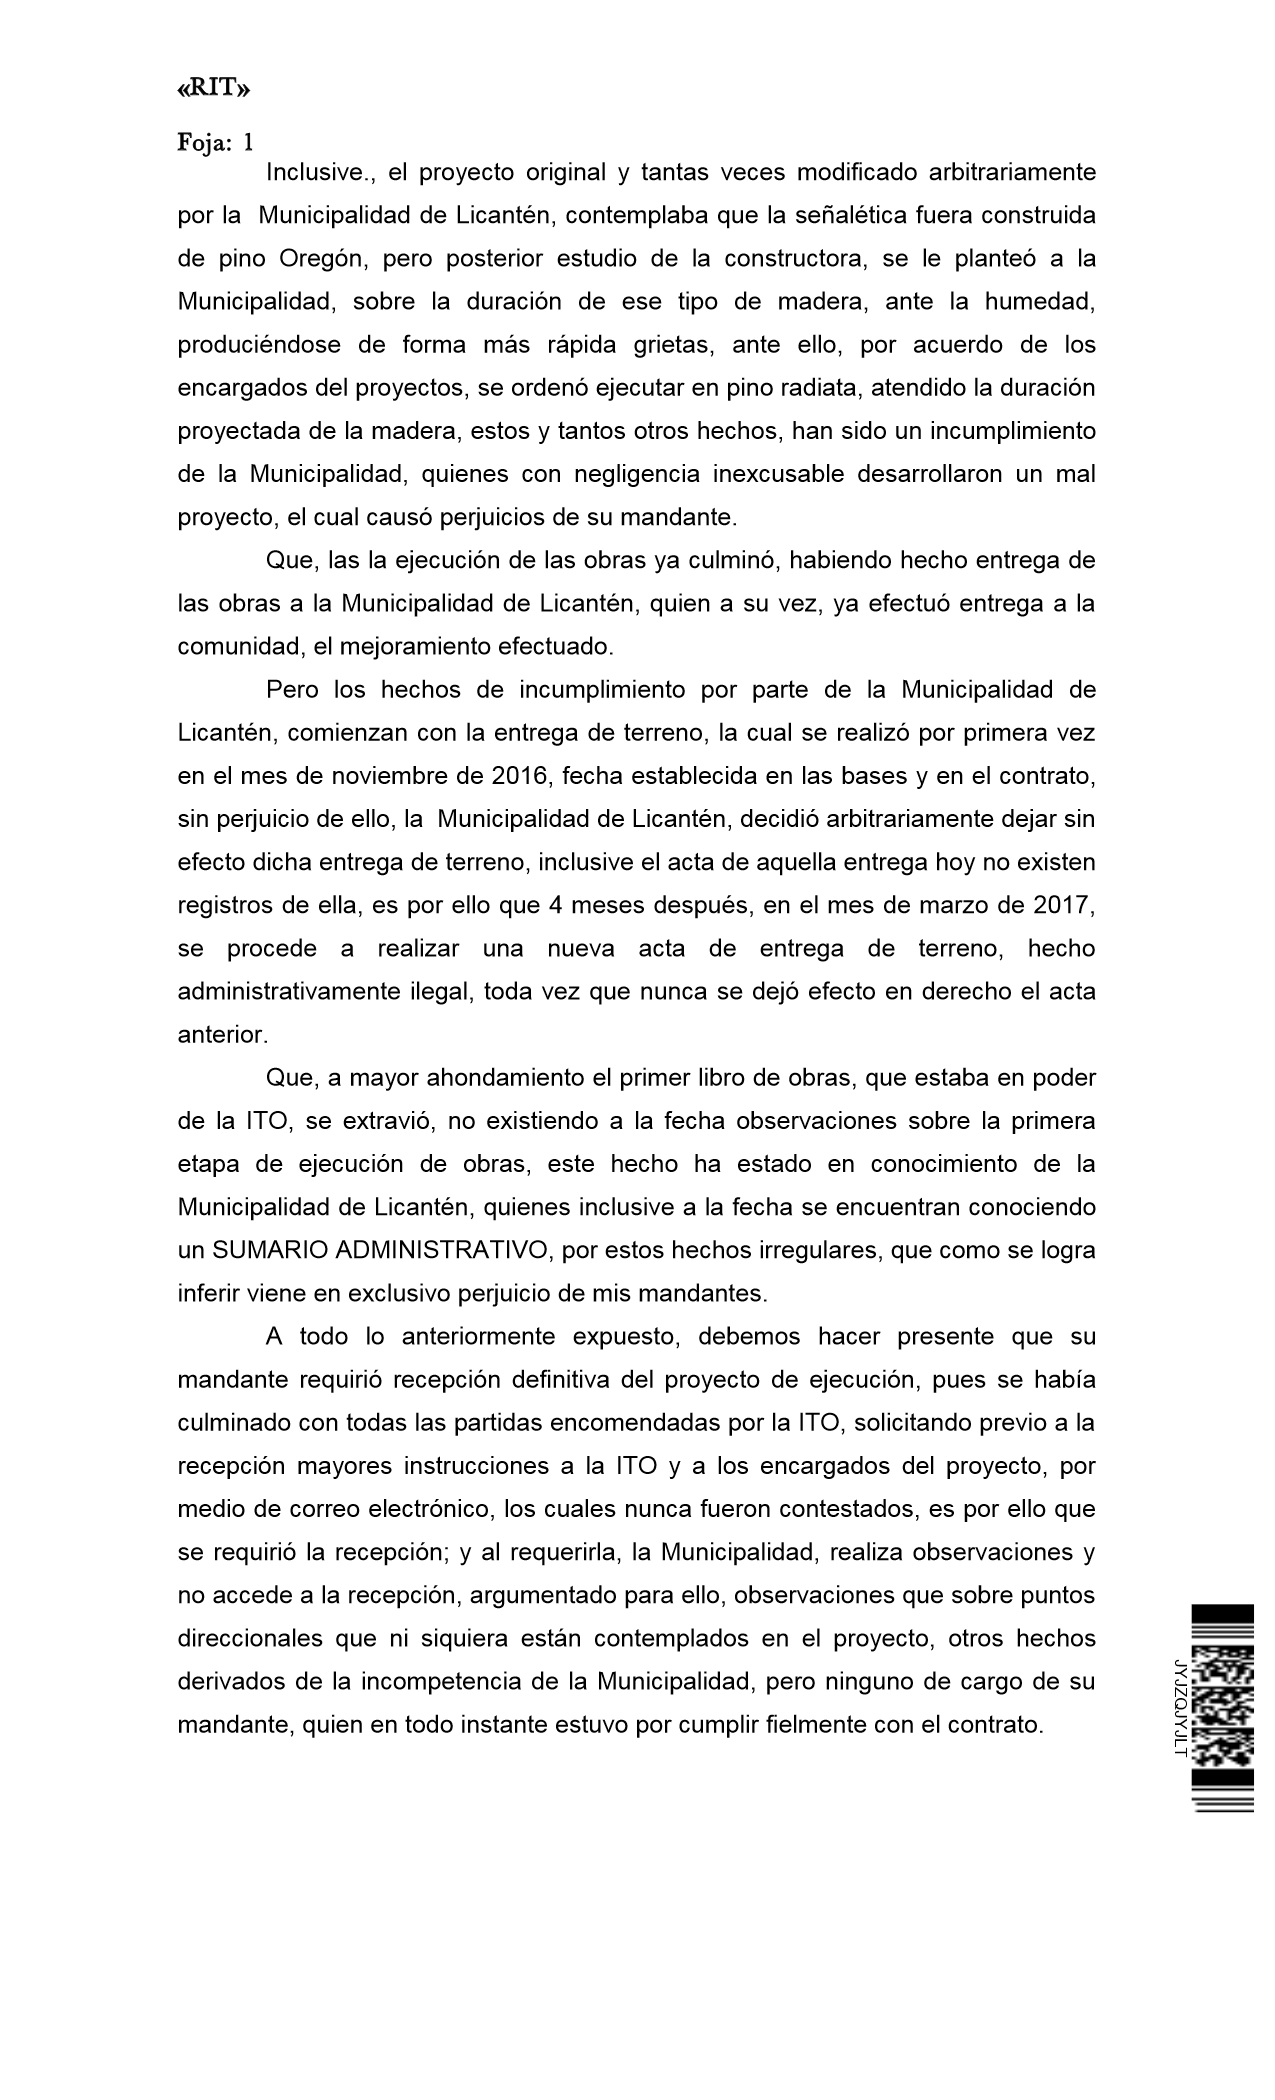 «RIT»
Foja: 1
Inclusive., el proyecto original y tantas veces modificado arbitrariamente
por la Municipalidad de Licantén, contemplaba que la señalética fuera construida
de pino Oregón, pero posterior estudio de la constructora, se le planteó a la
Municipalidad, sobre la duración de ese tipo de madera, ante la humedad,
produciéndose de forma más rápida grietas, ante ello, por acuerdo de los
encargados del proyectos, se ordenó ejecutar en pino radiata, atendido la duración
proyectada de la madera, estos y tantos otros hechos, han sido un incumplimiento
de la Municipalidad, quienes con negligencia inexcusable desarrollaron un mal
proyecto, el cual causó perjuicios de su mandante.
Que, las la ejecución de las obras ya culminó, habiendo hecho entrega de
las obras a la Municipalidad de Licantén, quien a su vez, ya efectuó entrega a la
comunidad, el mejoramiento efectuado.
Pero los hechos de incumplimiento por parte de la Municipalidad de
Licantén, comienzan con la entrega de terreno, la cual se realizó por primera vez
en el mes de noviembre de 2016, fecha establecida en las bases y en el contrato,
sin perjuicio de ello, la Municipalidad de Licantén, decidió arbitrariamente dejar sin
efecto dicha entrega de terreno, inclusive el acta de aquella entrega hoy no existen
registros de ella, es por ello que 4 meses después, en el mes de marzo de 2017,
se procede a realizar una nueva acta de entrega de terreno, hecho
administrativamente ilegal, toda vez que nunca se dejó efecto en derecho el acta
anterior.
Que, a mayor ahondamiento el primer libro de obras, que estaba en poder
de la ITO, se extravió, no existiendo a la fecha observaciones sobre la primera
etapa de ejecución de obras, este hecho ha estado en conocimiento de la
Municipalidad de Licantén, quienes inclusive a la fecha se encuentran conociendo
un SUMARIO ADMINISTRATIVO, por estos hechos irregulares, que como se logra
inferir viene en exclusivo perjuicio de mis mandantes.
A todo lo anteriormente expuesto, debemos hacer presente que su
mandante requirió recepción definitiva del proyecto de ejecución, pues se había
culminado con todas las partidas encomendadas por la ITO, solicitando previo a la
recepción mayores instrucciones a la ITO y a los encargados del proyecto, por
medio de correo electrónico, los cuales nunca fueron contestados, es por ello que
se requirió la recepción; y al requerirla, la Municipalidad, realiza observaciones y
no accede a la recepción, argumentado para ello, observaciones que sobre puntos
direccionales que ni siquiera están contemplados en el proyecto, otros hechos
derivados de la incompetencia de la Municipalidad, pero ninguno de cargo de su
mandante, quien en todo instante estuvo por cumplir fielmente con el contrato.
JYJZQJYJLT